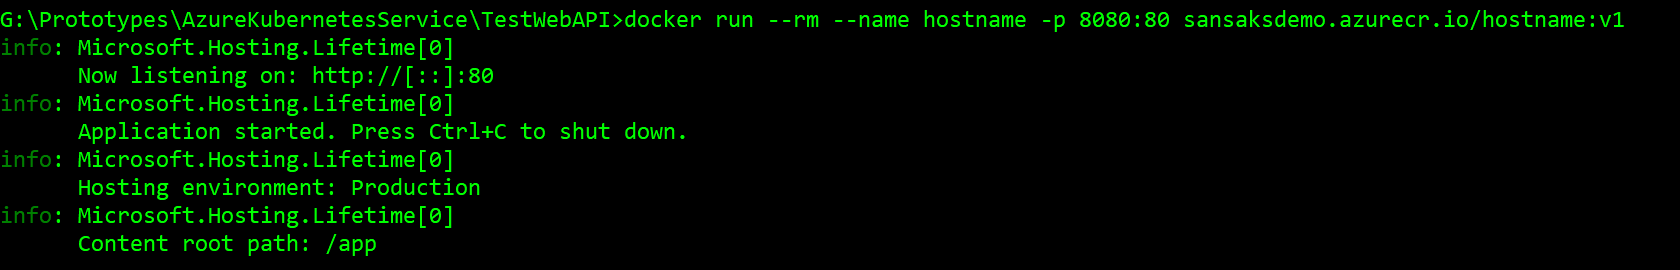 G:\Prototypes\AzureKubernetesService\TestWebAPI>docker run --rm --name hostname -p 8080:80 sansaksdemo.azurecr.io/hostname:v1
info: Microsoft.Hosting.Lifetime[0]
      Now listening on: http://[::]:80
info: Microsoft.Hosting.Lifetime[0]
      Application started. Press Ctrl+C to shut down.
info: Microsoft.Hosting.Lifetime[0]
      Hosting environment: Production
info: Microsoft.Hosting.Lifetime[0]
      Content root path: /app